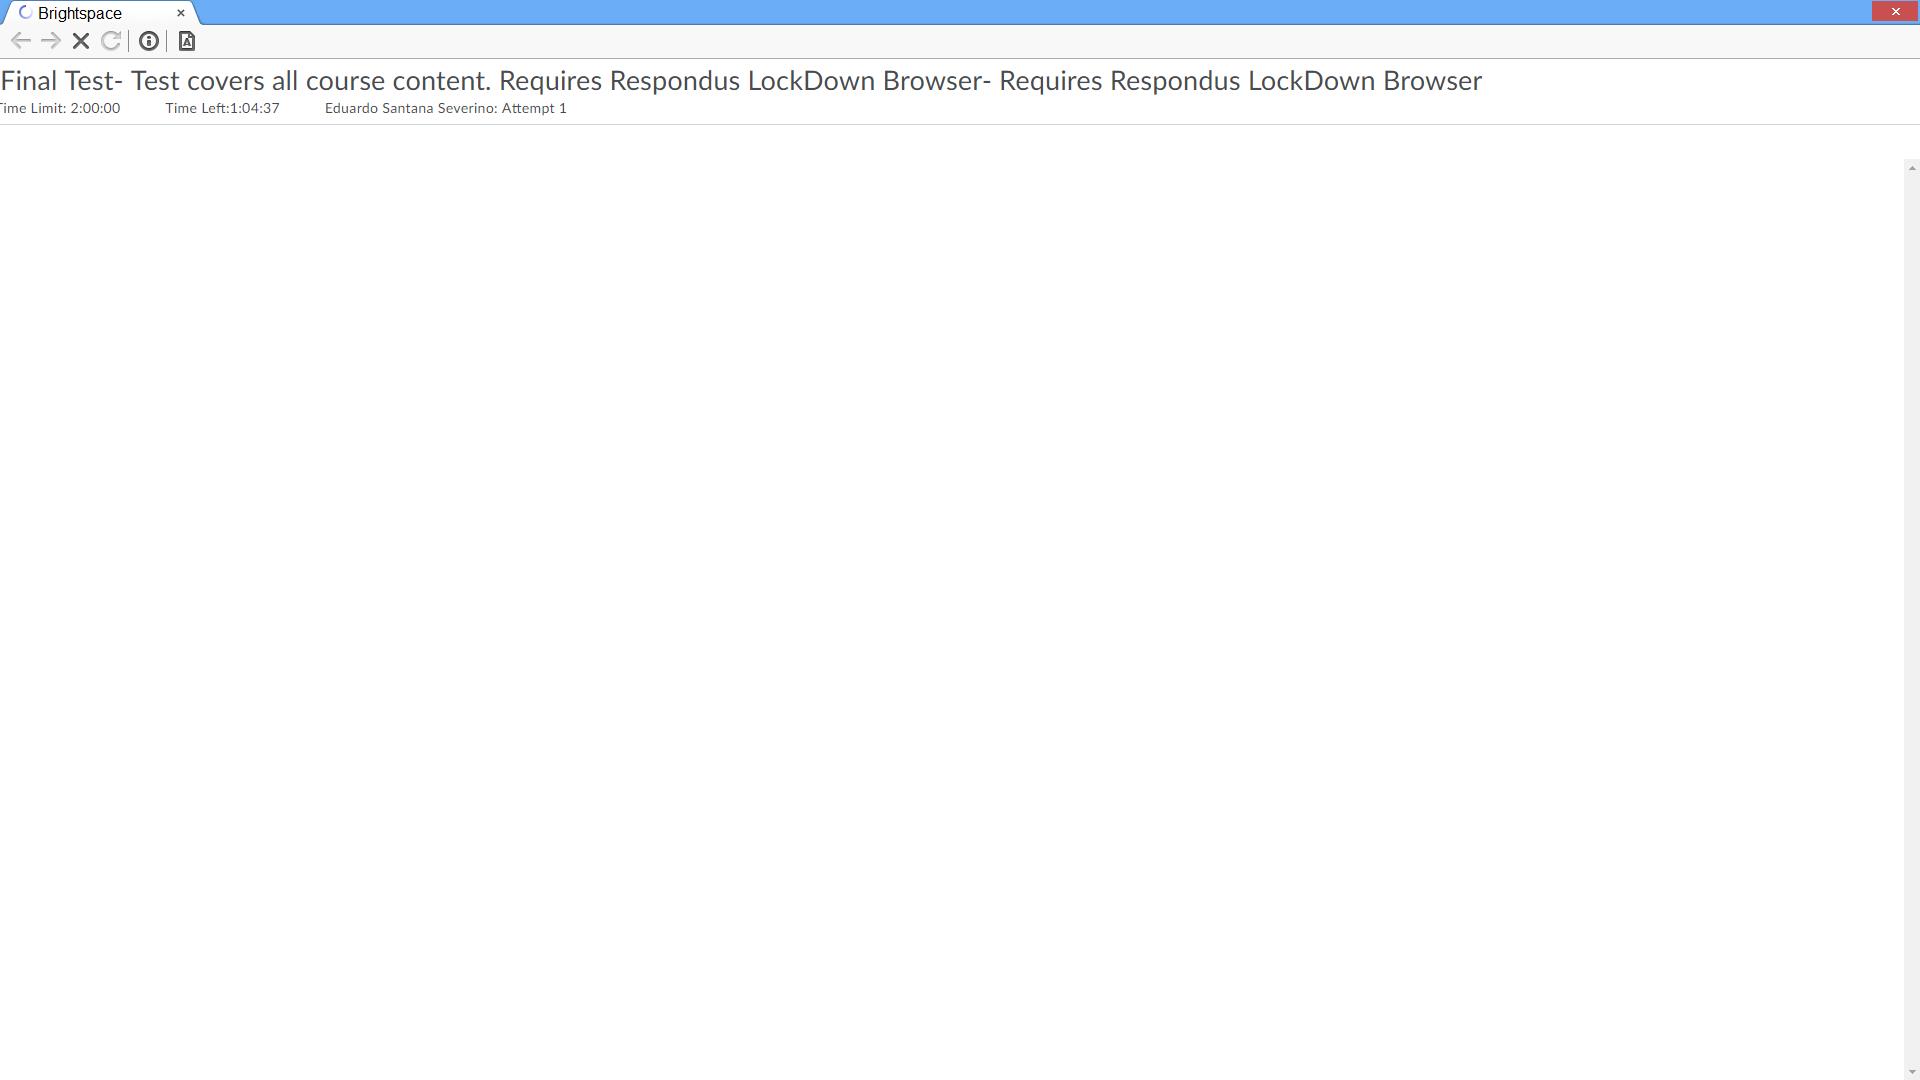 Brightspace
Final Test- Test covers all course content. Requires Respondus LockDown Browser- Requires Respondus LockDown Browser
Time Limit: 2:00:00 Time Left:1:04:37 Eduardo Santana Severino: Attempt 1